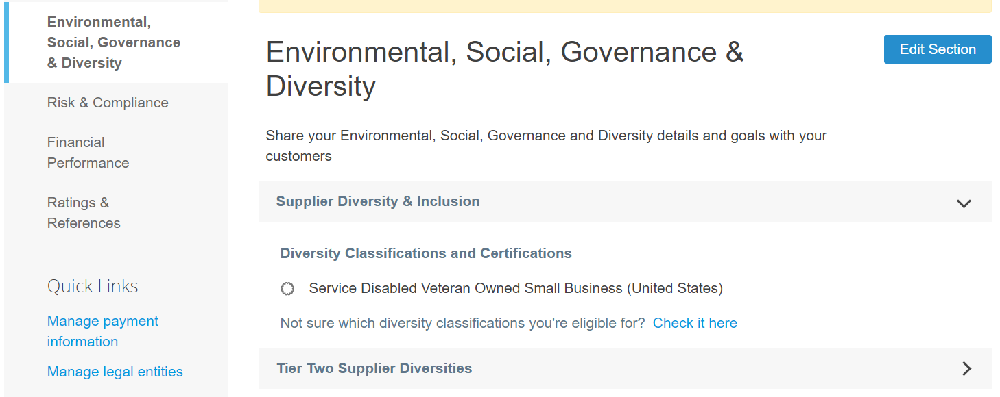 Environmental,
Social, Governance
& Diversity
Risk & Compliance
Financial
Performance
Ratings &
References
Quick Links
Manage payment
information
Manage legal entities
Environmental, Social, Governance &
Diversity
Edit Section
Share your Environmental, Social, Governance and Diversity details and goals with your
customers
Supplier Diversity & Inclusion
Diversity Classifications and Certifications
Service Disabled Veteran Owned Small Business (United States)
Not sure which diversity classifications you're eligible for? Check it here
Tier Two Supplier Diversities